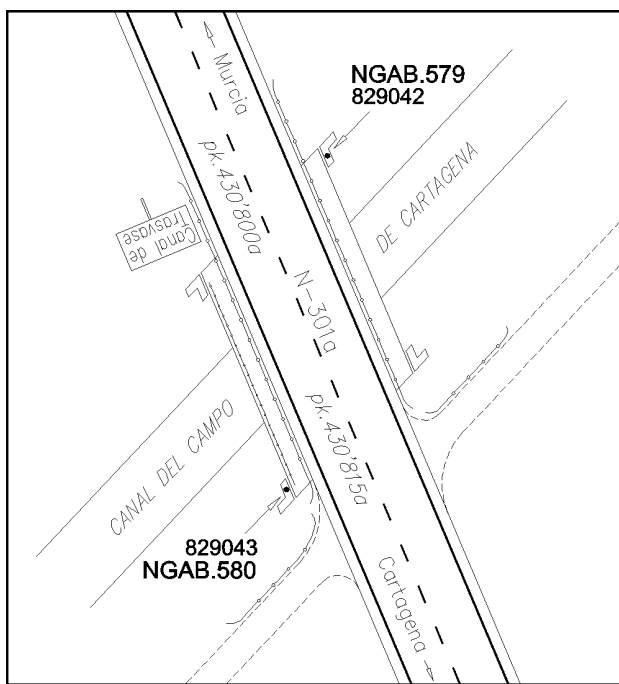 NGAB.579
829042
← Murcia
pk.430'800a
DE CARTAGENA
Canal de
trasvase
N-301a
pk.430'815a
CANAL DEL CAMPO
829043
NGAB.580
Cartagena →